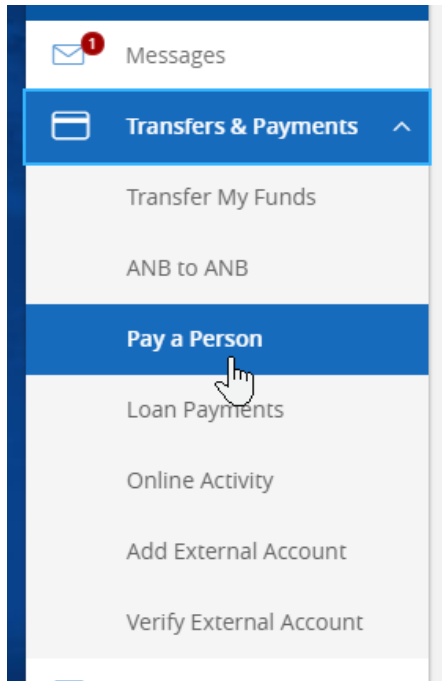 1
Messages
Transfers & Payments
Transfer My Funds
ANB to ANB
Pay a Person
Loan Payments
Online Activity
Add External Account
Verify External Account